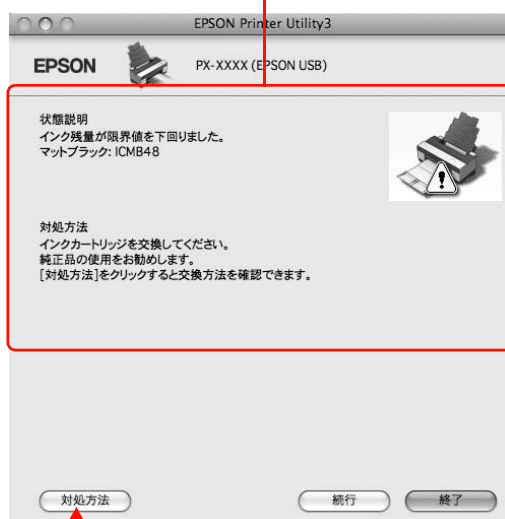 EPSON Printer Utility3
EPSON
PX-XXXX (EPSON USB)
状態説明
インク残量が限界値を下回りました。
マットブラック: ICMB48
対処方法
インクカートリッジを交換してください。
純正品の使用をお勧めします。
[対処方法]をクリックすると交換方法を確認できます。
対処方法
続行
終了